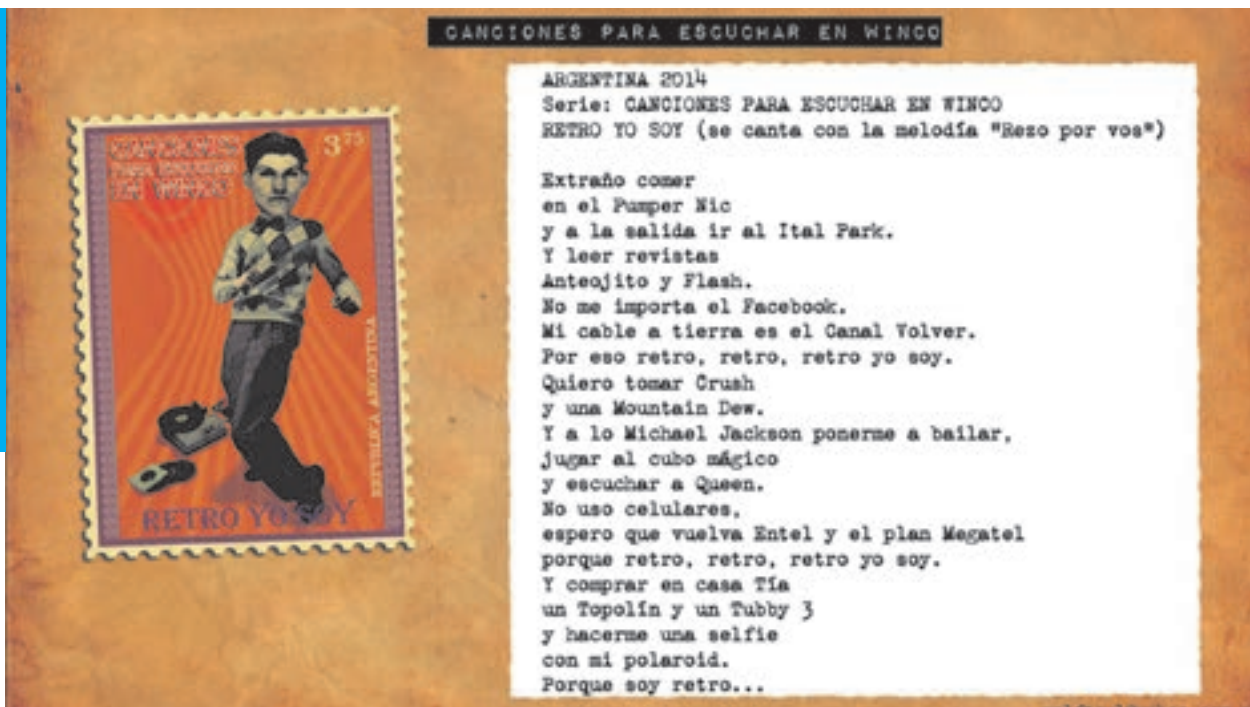 CANCIONES PARA ESCUCHAR EN WINCO
ARGENTINA 2014
Serie: CANCIONES PARA ESCUCHAR EN WINCO
RETRO YO SOY (se canta con la melodía "Rezo por vos")
Extraño comer
en el Pumper Nic
y a la salida ir al Ital Park.
Y leer revistas
Anteojito y Flash.
No me importa el Facebook.
Mi cable a tierra es el Canal Volver.
Por eso retro, retro, retro yo soy.
Quiero tomar Crush
y una Mountain Dew.
Y a lo Michael Jackson ponerme a bailar,
jugar al cubo mágico
y escuchar a Queen.
No uso celulares,
espero que vuelva Entel y el plan Megatel
porque retro, retro, retro yo soy.
Y comprar en casa Tía
un Topolín y un Tubby 3
y hacerme una selfie
con mi polaroid.
Porque soy retro...
CANCIONES
PARA ESCUCHAR
EN WINCO
3 75
REPUBLICA ARGENTINA
RETRO YO SOY